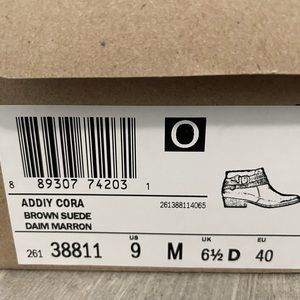 O
8 89307 74203 1
261388114065
ADDIY CORA
BROWN SUEDE
DAIM MARRON
US UK EU
261 38811 9 M 6½ D 40